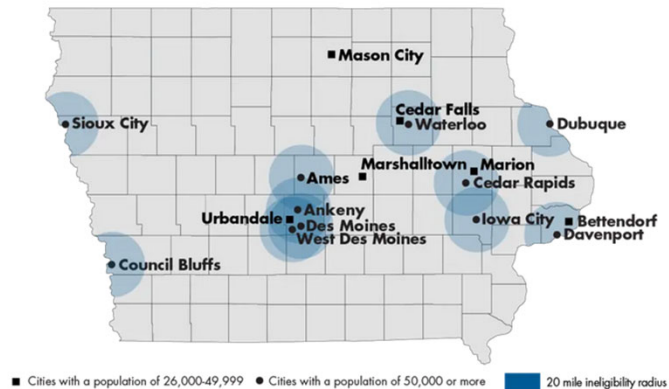 Mason City
Cedar Falls
Waterloo
Sioux City
Dubuque
Marshalltown
Marion
Ames
Cedar Rapids
Ankeny
Urbandale
Des Moines
West Des Moines
Iowa City
Bettendorf
Davenport
Council Bluffs
Cities with a population of 26,000-49,999
Cities with a population of 50,000 or more
20 mile ineligibility radius